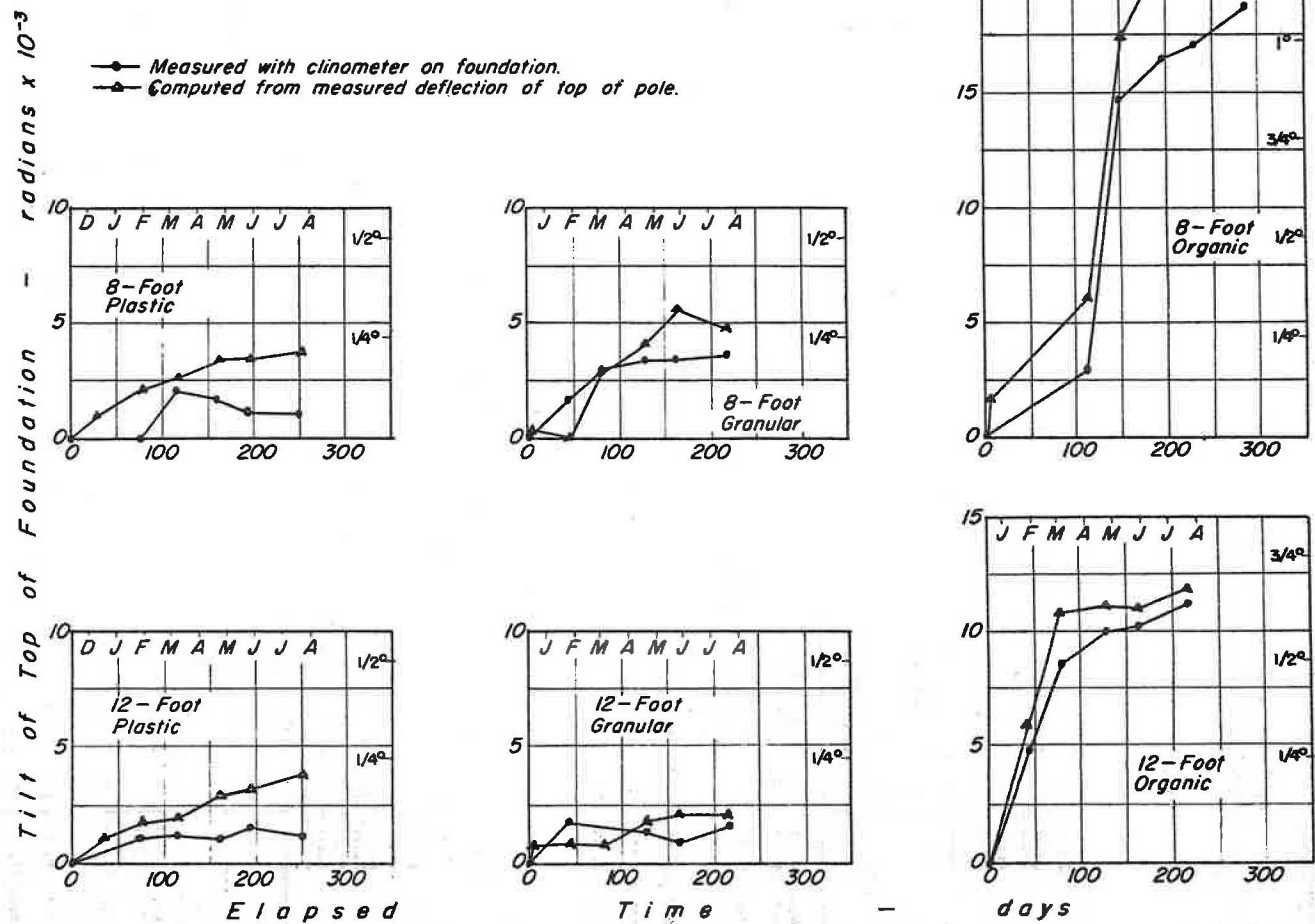 Tilt of Top of Foundation – radians x 10⁻³
Measured with clinometer on foundation.
Computed from measured deflection of top of pole.
10
D J F M A M J J A
1/2°
8-Foot
Plastic
5
1/4°
0
0 100 200 300
10
J F M A M J J A
1/2°
5
1/4°
8-Foot
Granular
0
0 100 200 300
1°
15
3/4°
10
8-Foot
Organic
1/2°
5
1/4°
0
0 100 200 300
10
D J F M A M J J A
1/2°
12-Foot
Plastic
5
1/4°
0
0 100 200 300
10
J F M A M J J A
1/2°
12-Foot
Granular
5
1/4°
0
0 100 200 300
15
J F M A M J J A
3/4°
10
1/2°
5
12-Foot
Organic
1/4°
0
0 100 200 300
Elapsed Time – days